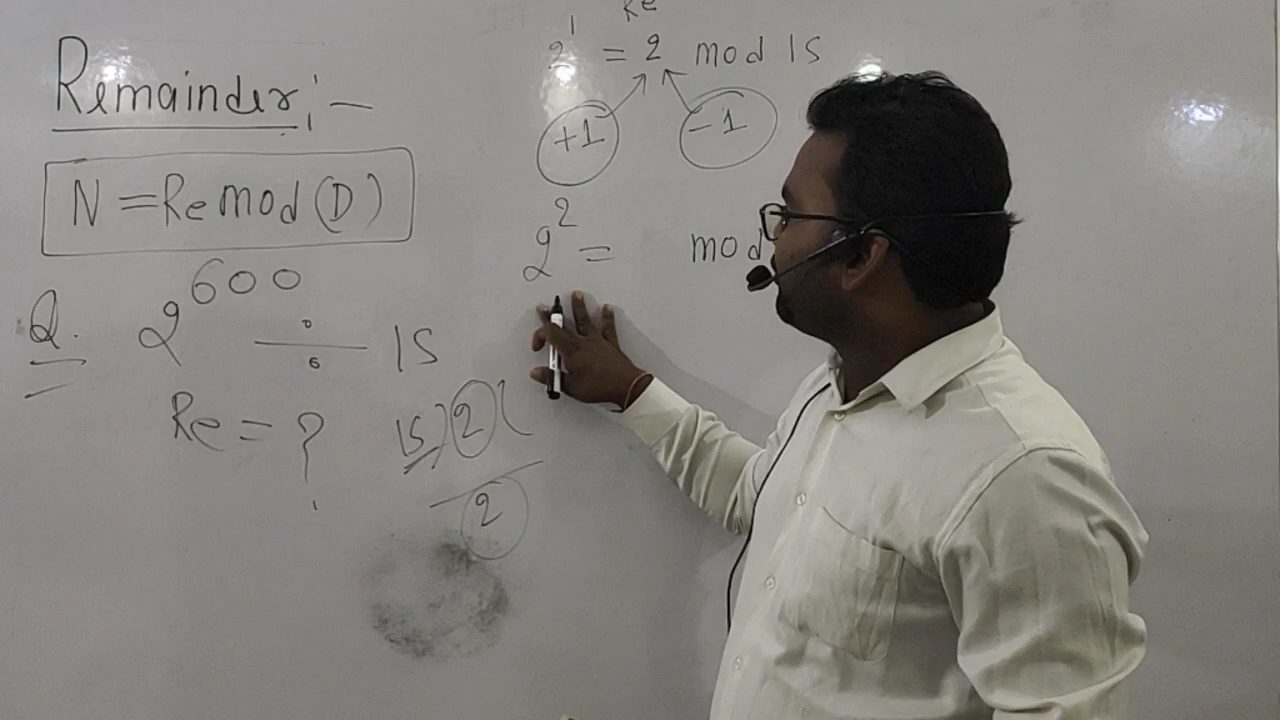 Remainder :-
N = Re mod (D)
Q. 2^600 ÷ 15
Re = ?
15)2(
2
Re
2^1 = 2 mod 15
+1 -1
2^2 = mod